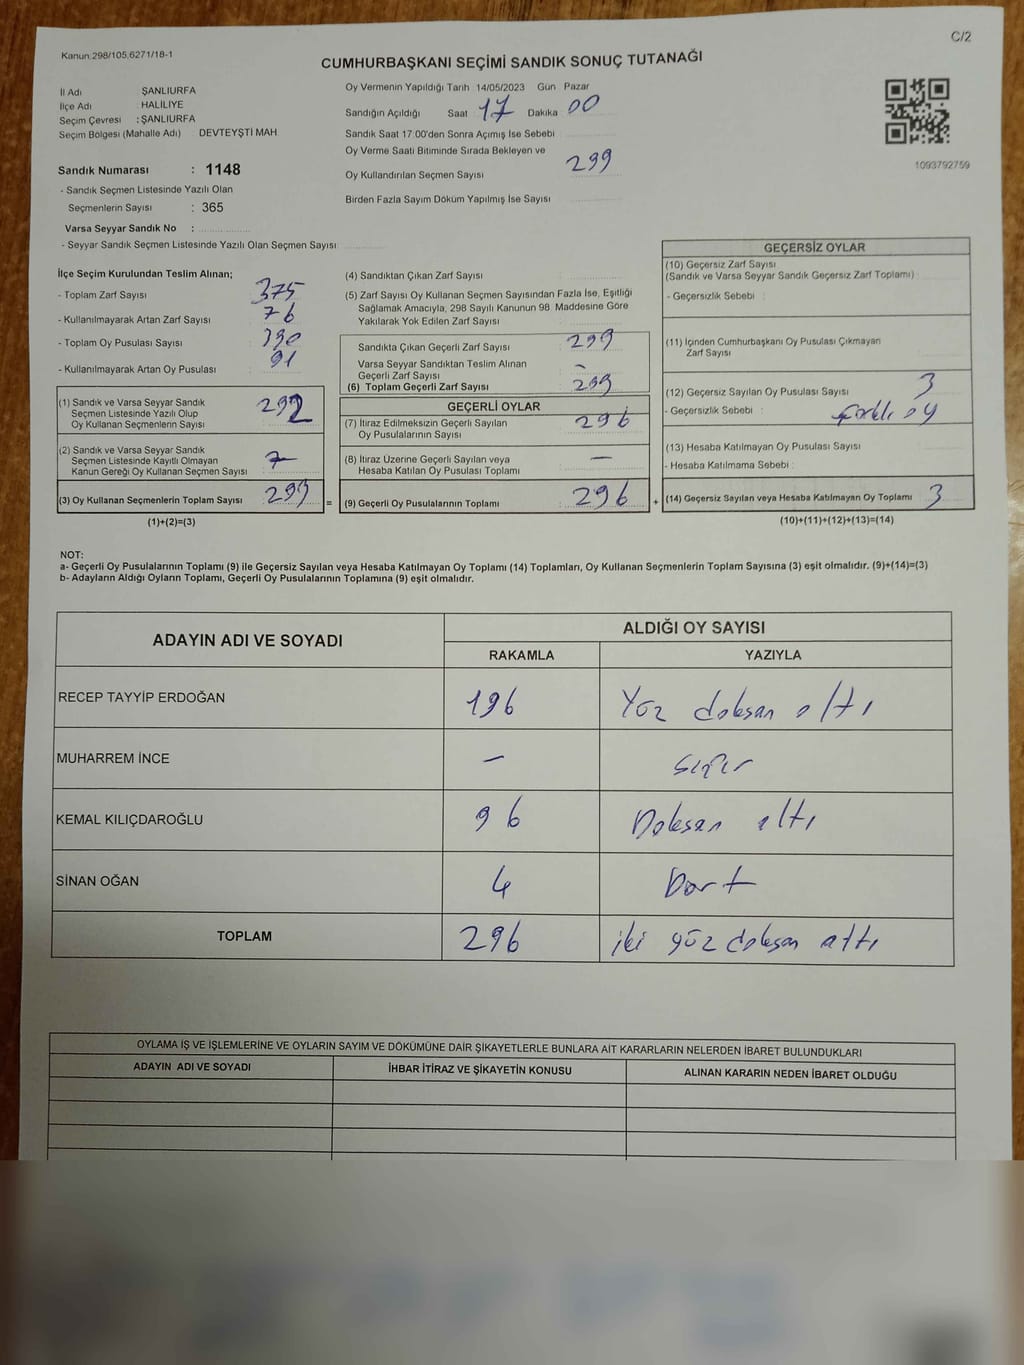 C/2
Kanun:298/105,6271/18-1
CUMHURBAŞKANI SEÇİMİ SANDIK SONUÇ TUTANAĞI
İl Adı ŞANLIURFA
İlçe Adı : HALİLİYE
Seçim Çevresi : ŞANLIURFA
Seçim Bölgesi (Mahalle Adı) : DEVTEYŞTİ MAH
Sandık Numarası : 1148
- Sandık Seçmen Listesinde Yazılı Olan
Seçmenlerin Sayısı : 365
Varsa Seyyar Sandık No :
- Seyyar Sandık Seçmen Listesinde Yazılı Olan Seçmen Sayısı
Oy Vermenin Yapıldığı Tarih 14/05/2023 Gün Pazar
Sandığın Açıldığı Saat 17 Dakika 00
Sandık Saat 17:00'den Sonra Açımış İse Sebebi
Oy Verme Saati Bitiminde Sırada Bekleyen ve
Oy Kullandırılan Seçmen Sayısı 299
Birden Fazla Sayım Döküm Yapılmış İse Sayısı
1093792759
İlçe Seçim Kurulundan Teslim Alınan;
- Toplam Zarf Sayısı 375
- Kullanılmayarak Artan Zarf Sayısı 76
- Toplam Oy Pusulası Sayısı 390
- Kullanılmayarak Artan Oy Pusulası 91
(1) Sandık ve Varsa Seyyar Sandık
Seçmen Listesinde Yazılı Olup
Oy Kullanan Seçmenlerin Sayısı 292
(2) Sandık ve Varsa Seyyar Sandık
Seçmen Listesinde Kayıtlı Olmayan
Kanun Gereği Oy Kullanan Seçmen Sayısı 7
(3) Oy Kullanan Seçmenlerin Toplam Sayısı 299 =
(1)+(2)=(3)
(4) Sandıktan Çıkan Zarf Sayısı
(5) Zarf Sayısı Oy Kullanan Seçmen Sayısından Fazla İse, Eşitliği
Sağlamak Amacıyla, 298 Sayılı Kanunun 98. Maddesine Göre
Yakılarak Yok Edilen Zarf Sayısı
Sandıkta Çıkan Geçerli Zarf Sayısı 299
Varsa Seyyar Sandıktan Teslim Alınan
Geçerli Zarf Sayısı -
(6) Toplam Geçerli Zarf Sayısı 299
GEÇERLİ OYLAR
(7) İtiraz Edilmeksizin Geçerli Sayılan
Oy Pusulalarının Sayısı 296
(8) İtiraz Üzerine Geçerli Sayılan veya
Hesaba Katılan Oy Pusulası Toplamı —
(9) Geçerli Oy Pusulalarının Toplamı 296 +
GEÇERSİZ OYLAR
(10) Geçersiz Zarf Sayısı
(Sandık ve Varsa Seyyar Sandık Geçersiz Zarf Toplamı)
- Geçersizlik Sebebi :
(11) İçinden Cumhurbaşkanı Oy Pusulası Çıkmayan
Zarf Sayısı
(12) Geçersiz Sayılan Oy Pusulası Sayısı 3
- Geçersizlik Sebebi : farklı oy
(13) Hesaba Katılmayan Oy Pusulası Sayısı
- Hesaba Katılmama Sebebi :
(14) Geçersiz Sayılan veya Hesaba Katılmayan Oy Toplamı 3
(10)+(11)+(12)+(13)=(14)
NOT:
a- Geçerli Oy Pusulalarının Toplamı (9) ile Geçersiz Sayılan veya Hesaba Katılmayan Oy Toplamı (14) Toplamları, Oy Kullanan Seçmenlerin Toplam Sayısına (3) eşit olmalıdır. (9)+(14)=(3)
b- Adayların Aldığı Oyların Toplamı, Geçerli Oy Pusulalarının Toplamına (9) eşit olmalıdır.
ADAYIN ADI VE SOYADI ALDIĞI OY SAYISI
RAKAMLA YAZIYLA
RECEP TAYYİP ERDOĞAN 196 Yüz doksan altı
MUHARREM İNCE — sıfır
KEMAL KILIÇDAROĞLU 96 Doksan altı
SİNAN OĞAN 4 Dört
TOPLAM 296 iki yüz doksan altı
OYLAMA İŞ VE İŞLEMLERİNE VE OYLARIN SAYIM VE DÖKÜMÜNE DAİR ŞİKAYETLERLE BUNLARA AİT KARARLARIN NELERDEN İBARET BULUNDUKLARI
ADAYIN ADI VE SOYADI İHBAR İTİRAZ VE ŞİKAYETİN KONUSU ALINAN KARARIN NEDEN İBARET OLDUĞU